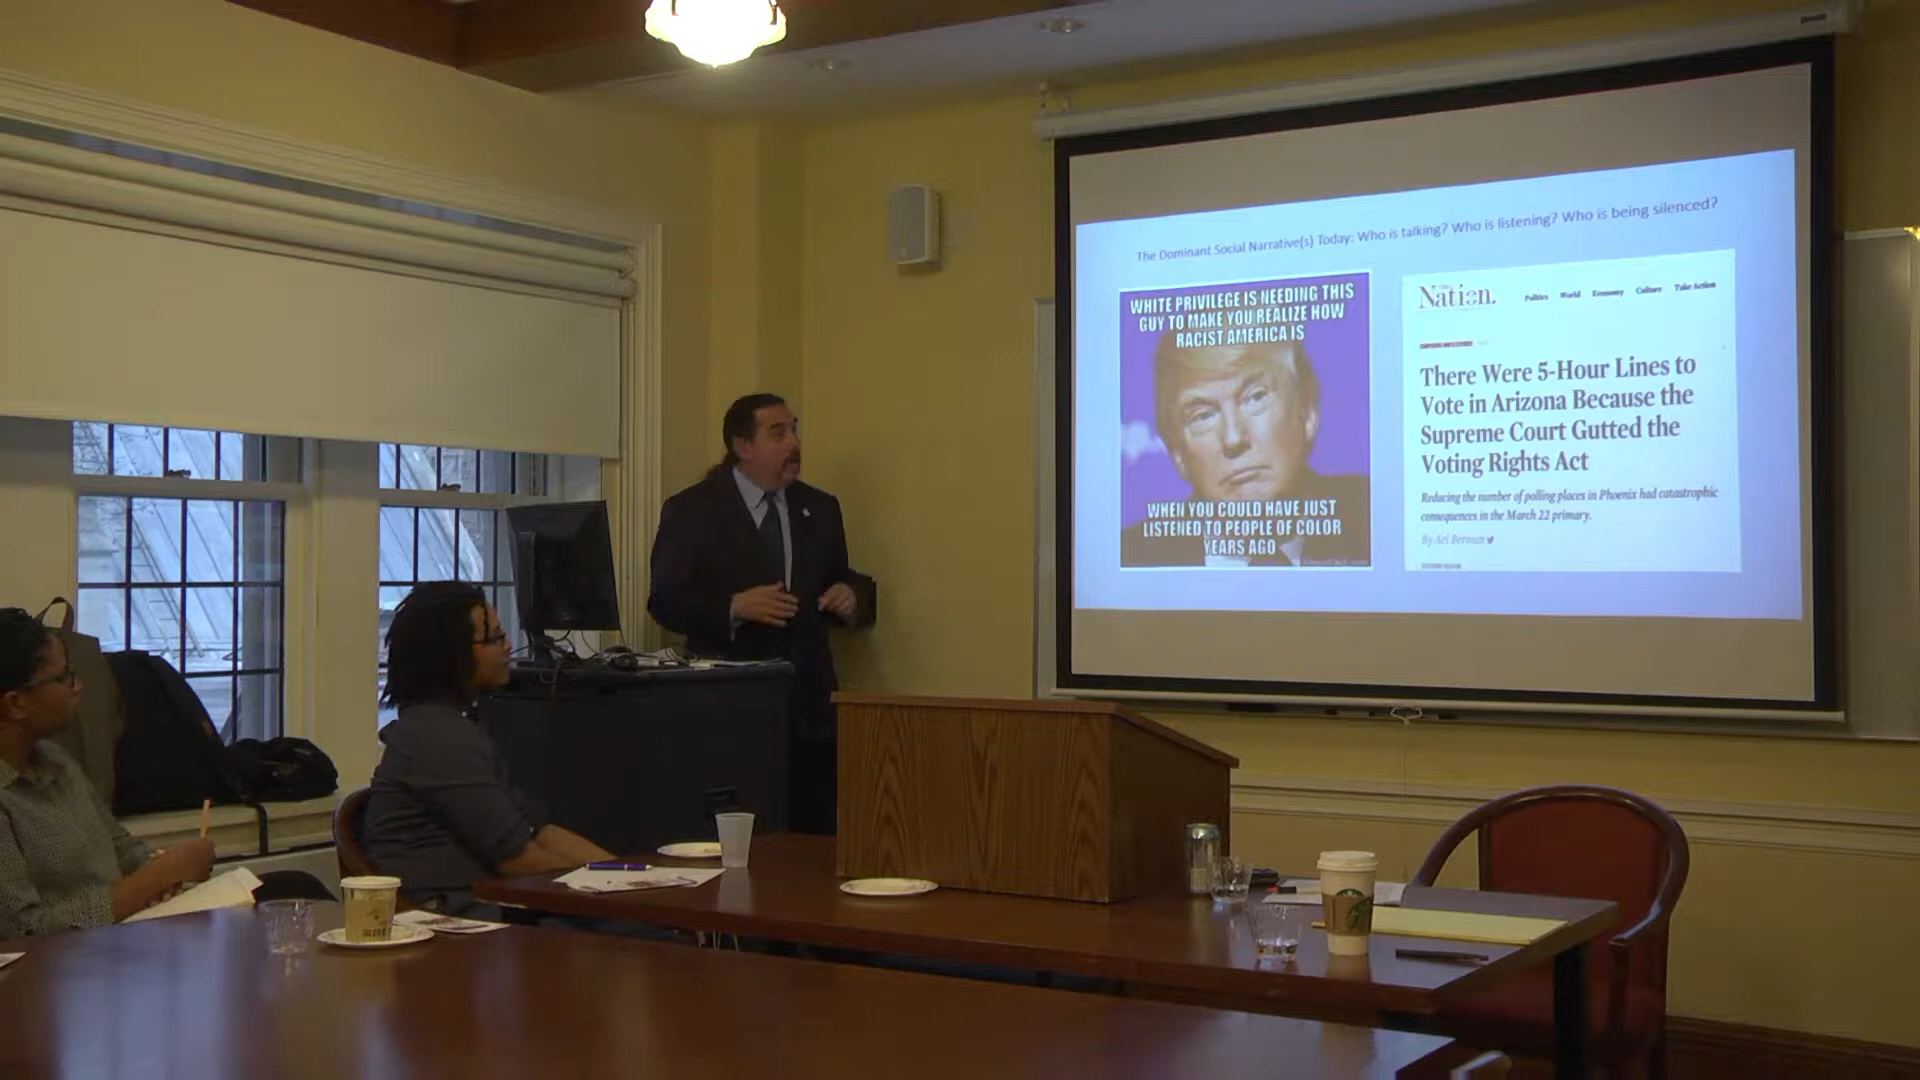 The Dominant Social Narrative(s) Today: Who is talking? Who is listening? Who is being silenced?
WHITE PRIVILEGE IS NEEDING THIS
GUY TO MAKE YOU REALIZE HOW
RACIST AMERICA IS
WHEN YOU COULD HAVE JUST
LISTENED TO PEOPLE OF COLOR
YEARS AGO
THE
Nation.
Politics World Economy Culture Take Action
There Were 5-Hour Lines to
Vote in Arizona Because the
Supreme Court Gutted the
Voting Rights Act
Reducing the number of polling places in Phoenix had catastrophic
consequences in the March 22 primary.
By Ari Berman